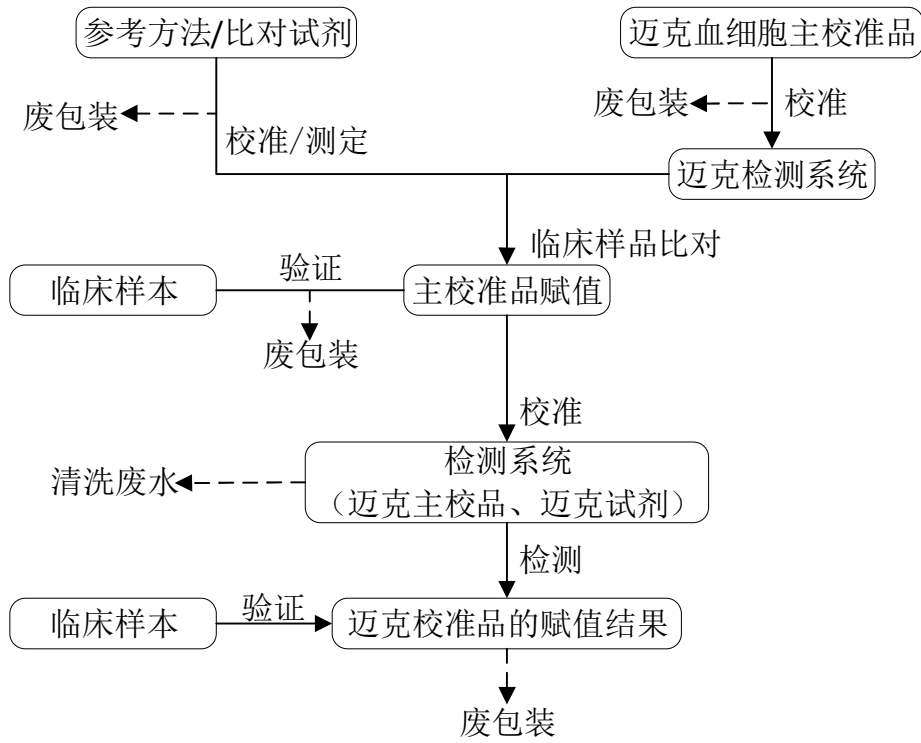 参考方法/比对试剂
迈克血细胞主校准品
废包装
废包装
校准
校准/测定
迈克检测系统
临床样品比对
验证
临床样本
主校准品赋值
废包装
校准
检测系统
(迈克主校品、迈克试剂)
清洗废水
检测
验证
临床样本
迈克校准品的赋值结果
废包装